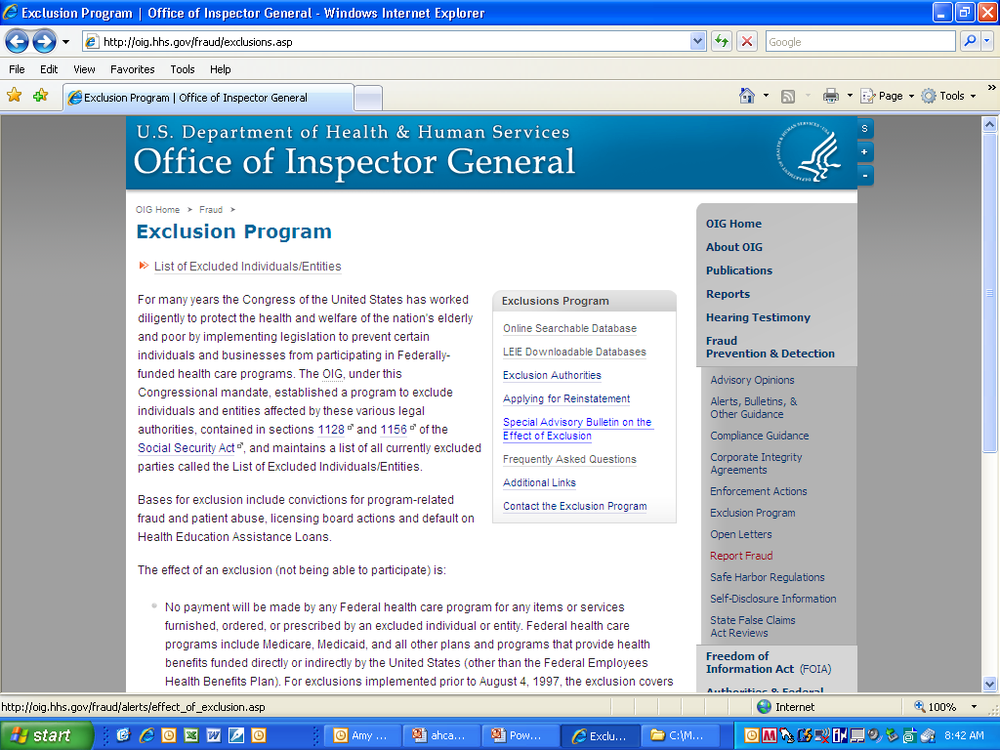 Exclusion Program | Office of Inspector General - Windows Internet Explorer
http://oig.hhs.gov/fraud/exclusions.asp
Google
File Edit View Favorites Tools Help
Exclusion Program | Office of Inspector General
Page Tools
U.S. Department of Health & Human Services
Office of Inspector General
S
+
-
OIG Home Fraud
Exclusion Program
List of Excluded Individuals/Entities
For many years the Congress of the United States has worked
diligently to protect the health and welfare of the nation's elderly
and poor by implementing legislation to prevent certain
individuals and businesses from participating in Federally-
funded health care programs. The OIG, under this
Congressional mandate, established a program to exclude
individuals and entities affected by these various legal
authorities, contained in sections 1128 and 1156 of the
Social Security Act, and maintains a list of all currently excluded
parties called the List of Excluded Individuals/Entities.
Bases for exclusion include convictions for program-related
fraud and patient abuse, licensing board actions and default on
Health Education Assistance Loans.
The effect of an exclusion (not being able to participate) is:
No payment will be made by any Federal health care program for any items or services
furnished, ordered, or prescribed by an excluded individual or entity. Federal health care
programs include Medicare, Medicaid, and all other plans and programs that provide health
benefits funded directly or indirectly by the United States (other than the Federal Employees
Health Benefits Plan). For exclusions implemented prior to August 4, 1997, the exclusion covers
Exclusions Program
Online Searchable Database
LEIE Downloadable Databases
Exclusion Authorities
Applying for Reinstatement
Special Advisory Bulletin on the
Effect of Exclusion
Frequently Asked Questions
Additional Links
Contact the Exclusion Program
OIG Home
About OIG
Publications
Reports
Hearing Testimony
Fraud
Prevention & Detection
Advisory Opinions
Alerts, Bulletins, &
Other Guidance
Compliance Guidance
Corporate Integrity
Agreements
Enforcement Actions
Exclusion Program
Open Letters
Report Fraud
Safe Harbor Regulations
Self-Disclosure Information
State False Claims
Act Reviews
Freedom of
Information Act (FOIA)
Authorities & Federal
http://oig.hhs.gov/fraud/alerts/effect_of_exclusion.asp
Internet
100%
start
Amy ...
ahca...
Pow...
Exclu...
C:\M...
8:42 AM